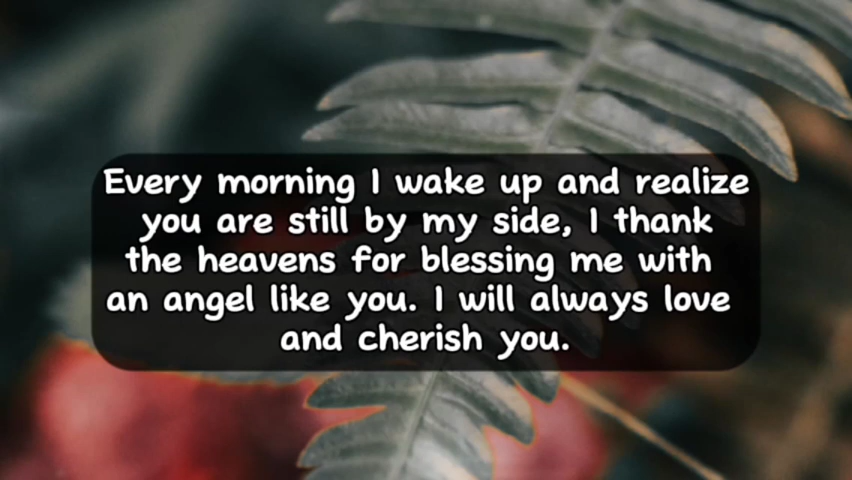 Every morning I wake up and realize
you are still by my side, I thank
the heavens for blessing me with
an angel like you. I will always love
and cherish you.